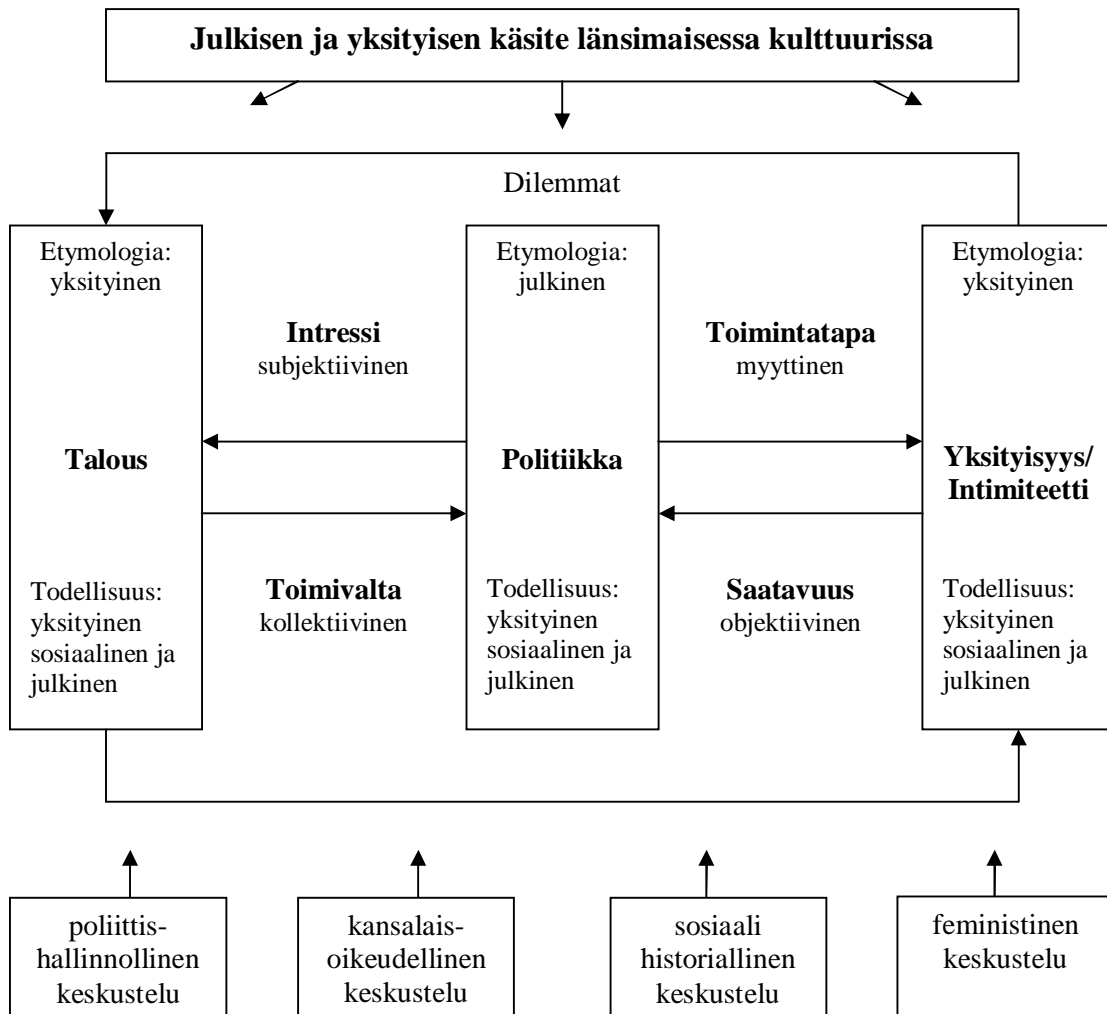 Julkisen ja yksityisen käsite länsimaisessa kulttuurissa
Dilemmat
Etymologia:
yksityinen
Talous
Todellisuus:
yksityinen
sosiaalinen ja
julkinen
Intressi
subjektiivinen
Toimivalta
kollektiivinen
Etymologia:
julkinen
Politiikka
Todellisuus:
yksityinen
sosiaalinen ja
julkinen
Toimintatapa
myyttinen
Saatavuus
objektiivinen
Etymologia:
yksityinen
Yksityisyys/
Intimiteetti
Todellisuus:
yksityinen
sosiaalinen ja
julkinen
poliittis-
hallinnollinen
keskustelu
kansalais-
oikeudellinen
keskustelu
sosiaali
historiallinen
keskustelu
feministinen
keskustelu